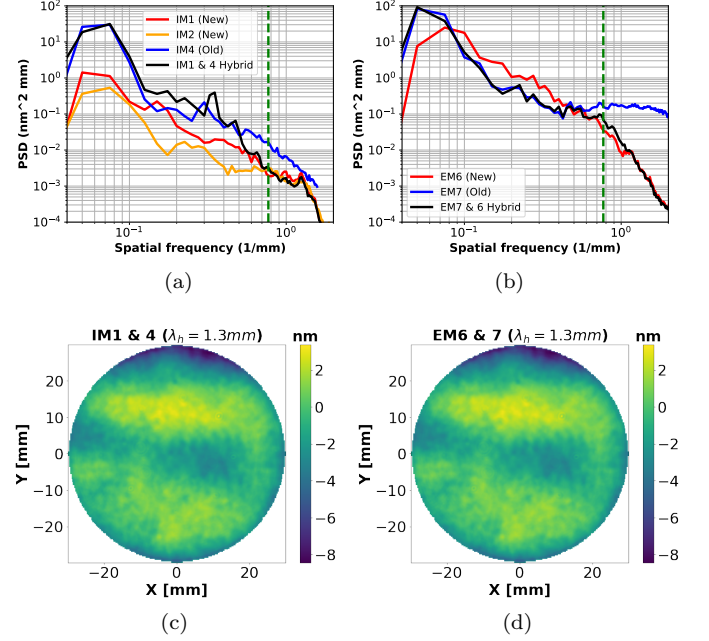 10^2
10^1
10^0
10^−1
10^−2
10^−3
10^−4
PSD (nm^2 mm)
IM1 (New)
IM2 (New)
IM4 (Old)
IM1 & 4 Hybrid
10^−1
10^0
Spatial frequency (1/mm)
(a)
10^2
10^1
10^0
10^−1
10^−2
10^−3
10^−4
PSD (nm^2 mm)
EM6 (New)
EM7 (Old)
EM7 & 6 Hybrid
10^−1
10^0
Spatial frequency (1/mm)
(b)
IM1 & 4 (λ_h = 1.3mm)
nm
20
10
0
−10
−20
Y [mm]
−20
0
20
X [mm]
2
0
−2
−4
−6
−8
(c)
EM6 & 7 (λ_h = 1.3mm)
nm
20
10
0
−10
−20
Y [mm]
−20
0
20
X [mm]
2
0
−2
−4
−6
−8
(d)